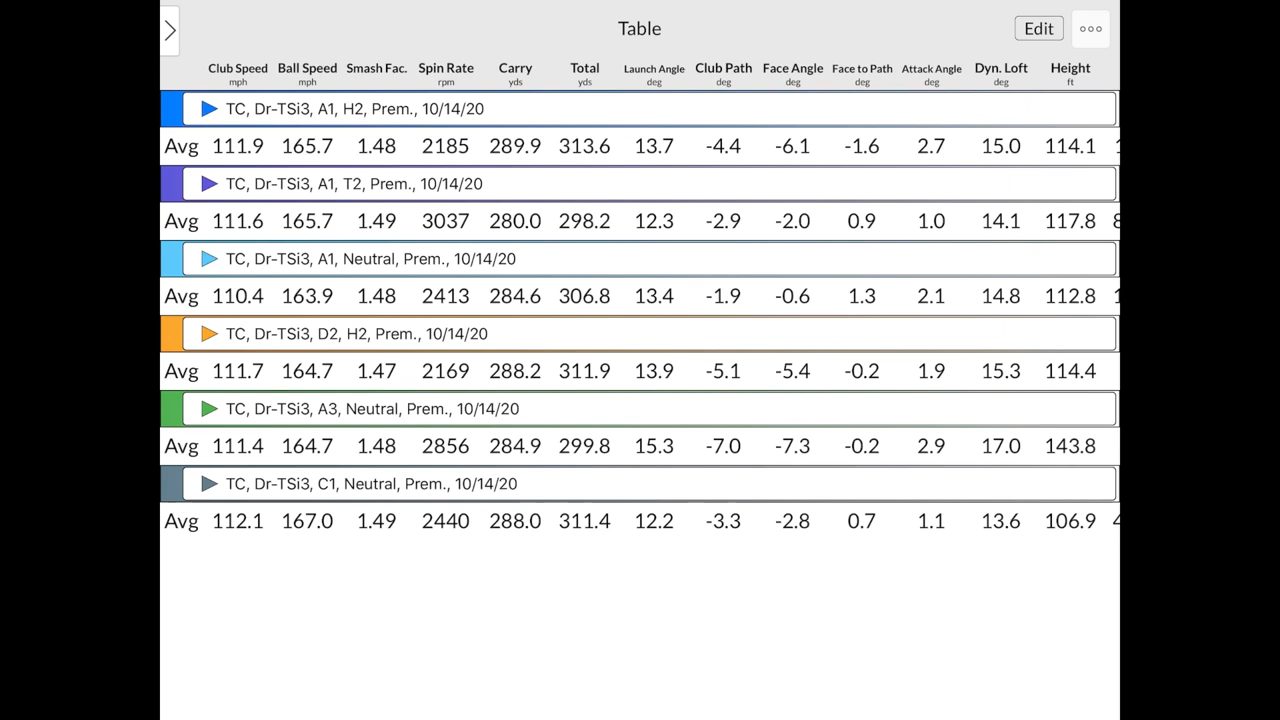 Table
Edit
Club Speed Ball Speed Smash Fac. Spin Rate Carry Total Launch Angle Club Path Face Angle Face to Path Attack Angle Dyn. Loft Height
mph mph rpm yds yds deg deg deg deg deg deg ft
TC, Dr-TSi3, A1, H2, Prem., 10/14/20
Avg 111.9 165.7 1.48 2185 289.9 313.6 13.7 -4.4 -6.1 -1.6 2.7 15.0 114.1
TC, Dr-TSi3, A1, T2, Prem., 10/14/20
Avg 111.6 165.7 1.49 3037 280.0 298.2 12.3 -2.9 -2.0 0.9 1.0 14.1 117.8
TC, Dr-TSi3, A1, Neutral, Prem., 10/14/20
Avg 110.4 163.9 1.48 2413 284.6 306.8 13.4 -1.9 -0.6 1.3 2.1 14.8 112.8
TC, Dr-TSi3, D2, H2, Prem., 10/14/20
Avg 111.7 164.7 1.47 2169 288.2 311.9 13.9 -5.1 -5.4 -0.2 1.9 15.3 114.4
TC, Dr-TSi3, A3, Neutral, Prem., 10/14/20
Avg 111.4 164.7 1.48 2856 284.9 299.8 15.3 -7.0 -7.3 -0.2 2.9 17.0 143.8
TC, Dr-TSi3, C1, Neutral, Prem., 10/14/20
Avg 112.1 167.0 1.49 2440 288.0 311.4 12.2 -3.3 -2.8 0.7 1.1 13.6 106.9